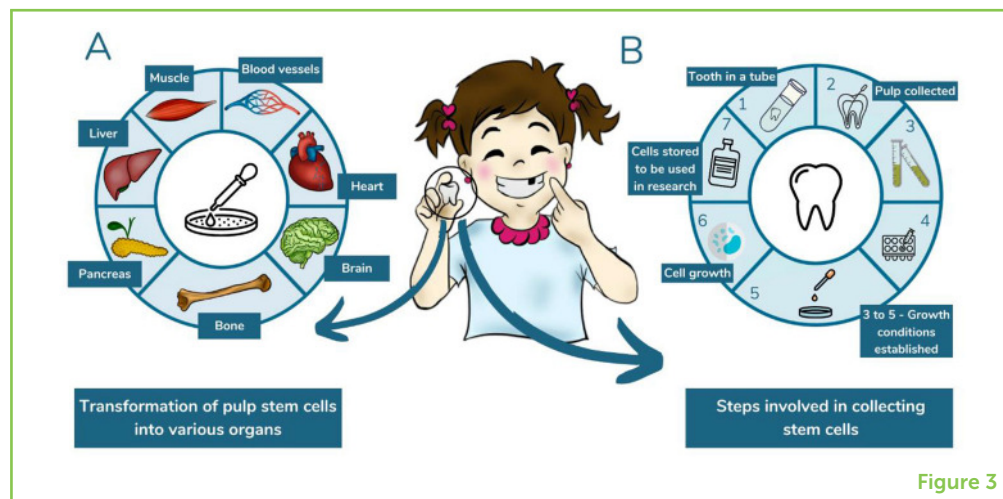 A
Muscle
Blood vessels
Liver
Heart
Pancreas
Brain
Bone
Transformation of pulp stem cells
into various organs
B
Tooth in a tube
Pulp collected
1
2
3
4
5
6
7
Cells stored
to be used
in research
Cell growth
3 to 5 - Growth
conditions
established
Steps involved in collecting
stem cells
Figure 3